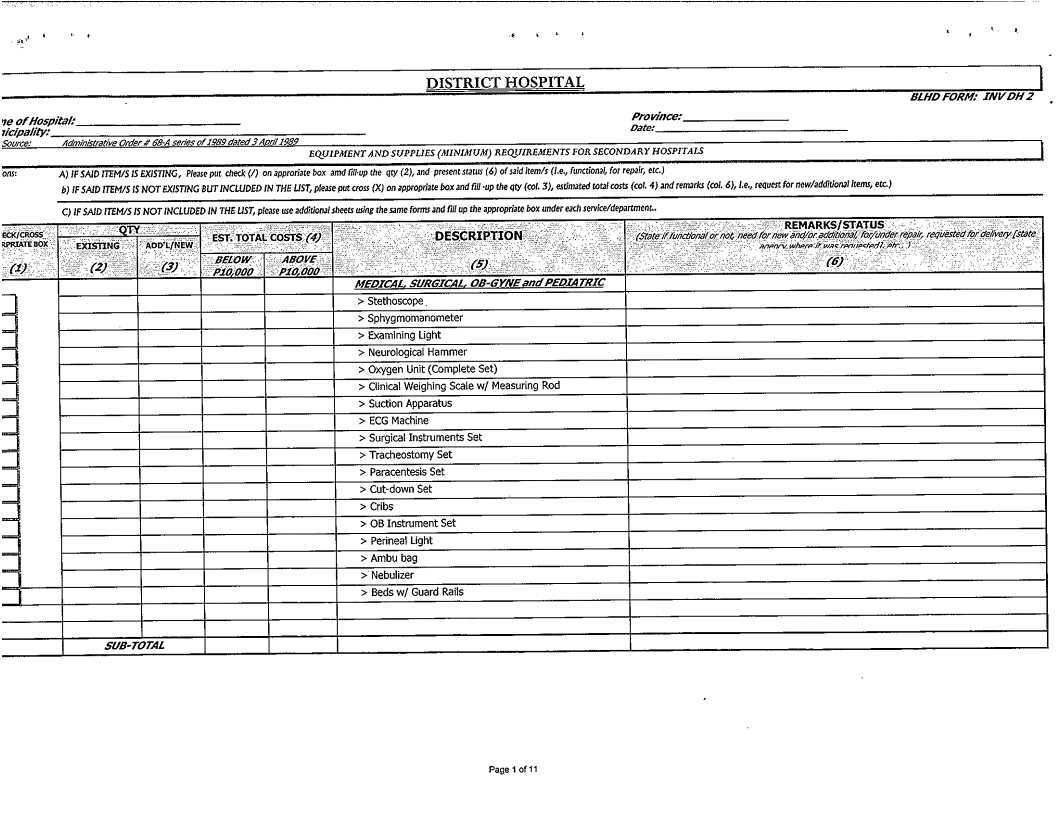 DISTRICT HOSPITAL
BLHD FORM: INV DH 2
ne of Hospital:
Province:
nicipality:
Date:
Source: Administrative Order # 68-A series of 1989 dated 3 April 1989
EQUIPMENT AND SUPPLIES (MINIMUM) REQUIREMENTS FOR SECONDARY HOSPITALS
ons: A) IF SAID ITEM/S IS EXISTING, Please put check (/) on approriate box amd fill-up the qty (2), and present status (6) of said item/s (I.e., functional, for repair, etc.)
b) IF SAID ITEM/S IS NOT EXISTING BUT INCLUDED IN THE LIST, please put cross (X) on appropriate box and fill -up the qty (col. 3), estimated total costs (col. 4) and remarks (col. 6), I.e., request for new/additional items, etc.)
C) IF SAID ITEM/S IS NOT INCLUDED IN THE LIST, please use additional sheets using the same forms and fill up the appropriate box under each service/department..
ECK/CROSS QTY EST. TOTAL COSTS (4) DESCRIPTION REMARKS/STATUS
RPRIATE BOX EXISTING ADD'L/NEW (State if functional or not, need for new and/or additional, for/under repair, requested for delivery [state
agency where it was requested], etc. )
BELOW ABOVE
(1) (2) (3) P10,000 P10,000 (5) (6)
MEDICAL, SURGICAL, OB-GYNE and PEDIATRIC
> Stethoscope
> Sphygmomanometer
> Examining Light
> Neurological Hammer
> Oxygen Unit (Complete Set)
> Clinical Weighing Scale w/ Measuring Rod
> Suction Apparatus
> ECG Machine
> Surgical Instruments Set
> Tracheostomy Set
> Paracentesis Set
> Cut-down Set
> Cribs
> OB Instrument Set
> Perineal Light
> Ambu bag
> Nebulizer
> Beds w/ Guard Rails
SUB-TOTAL
Page 1 of 11